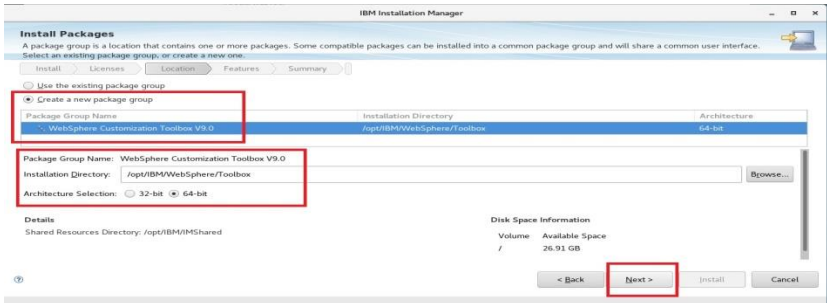 IBM Installation Manager
Install Packages
A package group is a location that contains one or more packages. Some compatible packages can be installed into a common package group and will share a common user interface.
Select an existing package group, or create a new one.
Install Licenses Location Features Summary
Use the existing package group
Create a new package group
Package Group Name Installation Directory Architecture
WebSphere Customization Toolbox V9.0 /opt/IBM/WebSphere/Toolbox 64-bit
Package Group Name: WebSphere Customization Toolbox V9.0
Installation Directory: /opt/IBM/WebSphere/Toolbox Browse...
Architecture Selection: 32-bit 64-bit
Details Disk Space Information
Shared Resources Directory: /opt/IBM/IMShared Volume Available Space
/ 26.91 GB
? < Back Next > Install Cancel